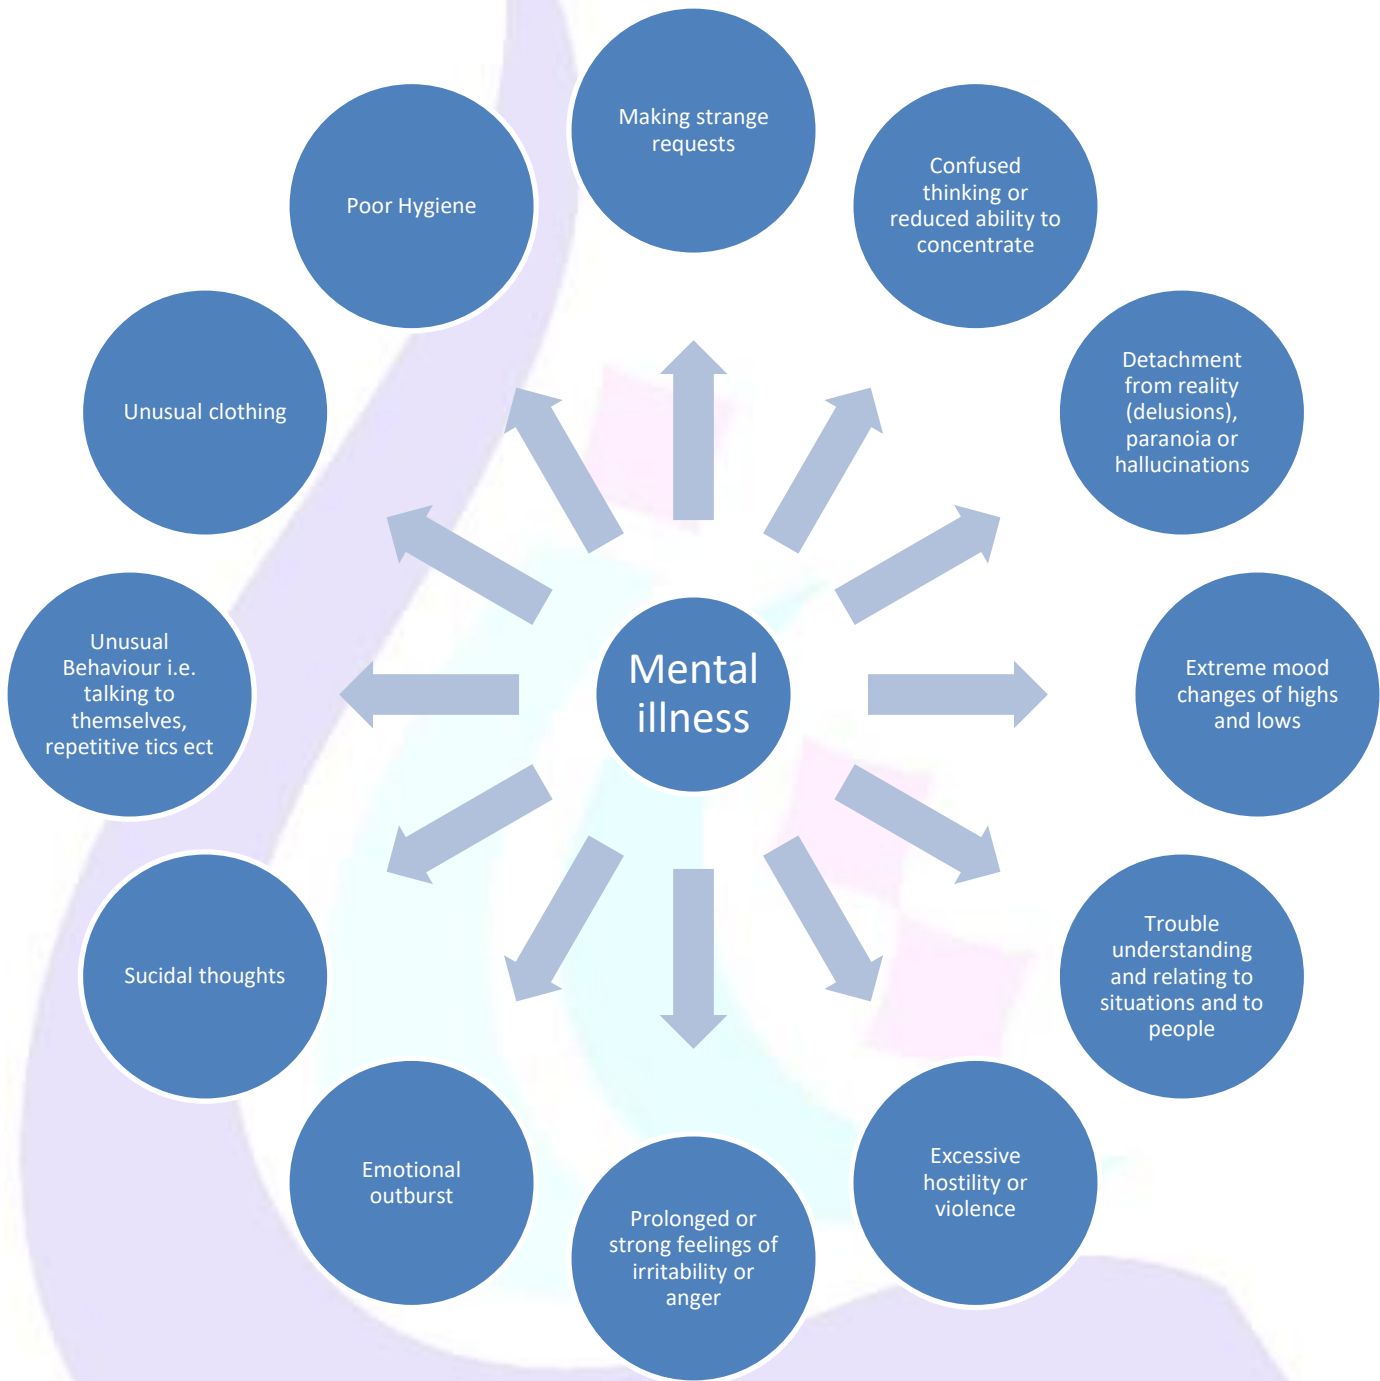 Making strange
requests
Confused
thinking or
reduced ability to
concentrate
Detachment
from reality
(delusions),
paranoia or
hallucinations
Extreme mood
changes of highs
and lows
Trouble
understanding
and relating to
situations and to
people
Excessive
hostility or
violence
Prolonged or
strong feelings of
irritability or
anger
Emotional
outburst
Sucidal thoughts
Unusual
Behaviour i.e.
talking to
themselves,
repetitive tics ect
Unusual clothing
Poor Hygiene
Mental
illness